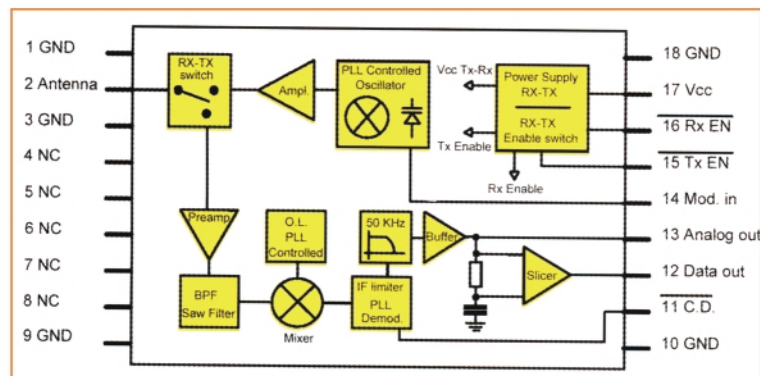 1 GND
2 Antenna
3 GND
4 NC
5 NC
6 NC
7 NC
8 NC
9 GND
RX-TX
switch
Ampl.
PLL Controlled
Oscillator
Vcc Tx-Rx
Tx Enable
Rx Enable
Power Supply
RX-TX
RX-TX
Enable switch
Preamp
BPF
Saw Filter
O.L.
PLL
Controlled
Mixer
50 KHz
IF limiter
PLL
Demod.
Buffer
Slicer
18 GND
17 Vcc
16 Rx EN
15 Tx EN
14 Mod. in
13 Analog out
12 Data out
11 C.D.
10 GND